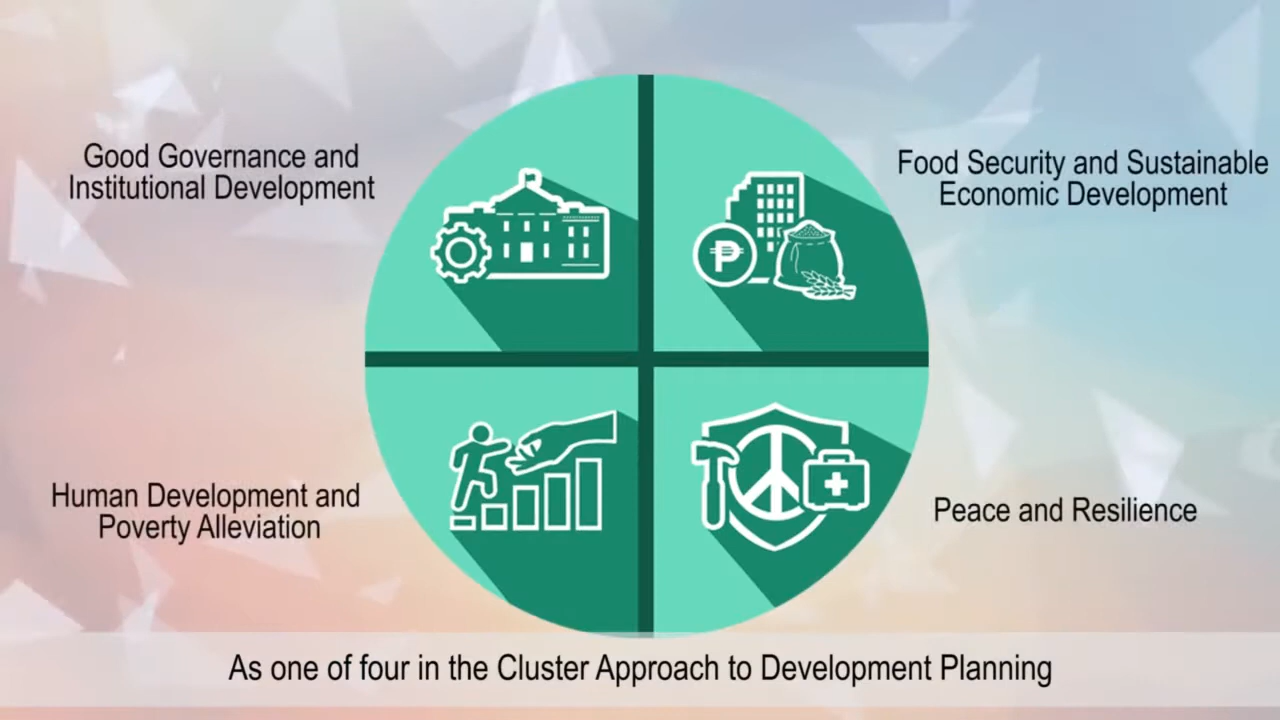 Good Governance and
Institutional Development
Food Security and Sustainable
Economic Development
Human Development and
Poverty Alleviation
Peace and Resilience
As one of four in the Cluster Approach to Development Planning